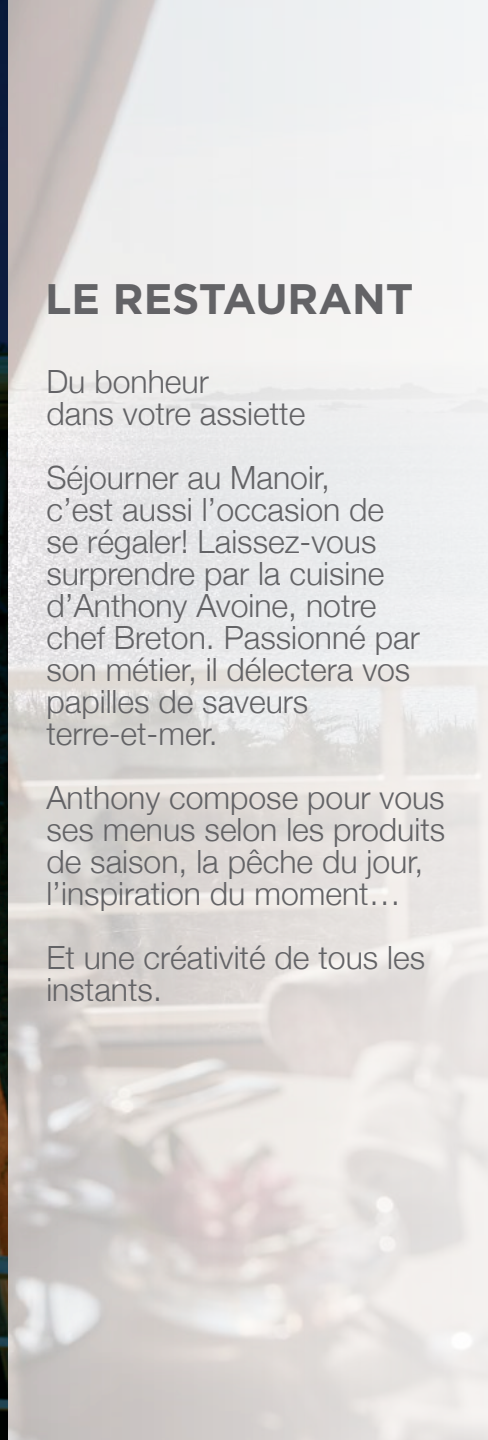 LE RESTAURANT
Du bonheur
dans votre assiette
Séjourner au Manoir,
c’est aussi l’occasion de
se régaler! Laissez-vous
surprendre par la cuisine
d’Anthony Avoine, notre
chef Breton. Passionné par
son métier, il délectera vos
papilles de saveurs
terre-et-mer.
Anthony compose pour vous
ses menus selon les produits
de saison, la pêche du jour,
l’inspiration du moment…
Et une créativité de tous les
instants.